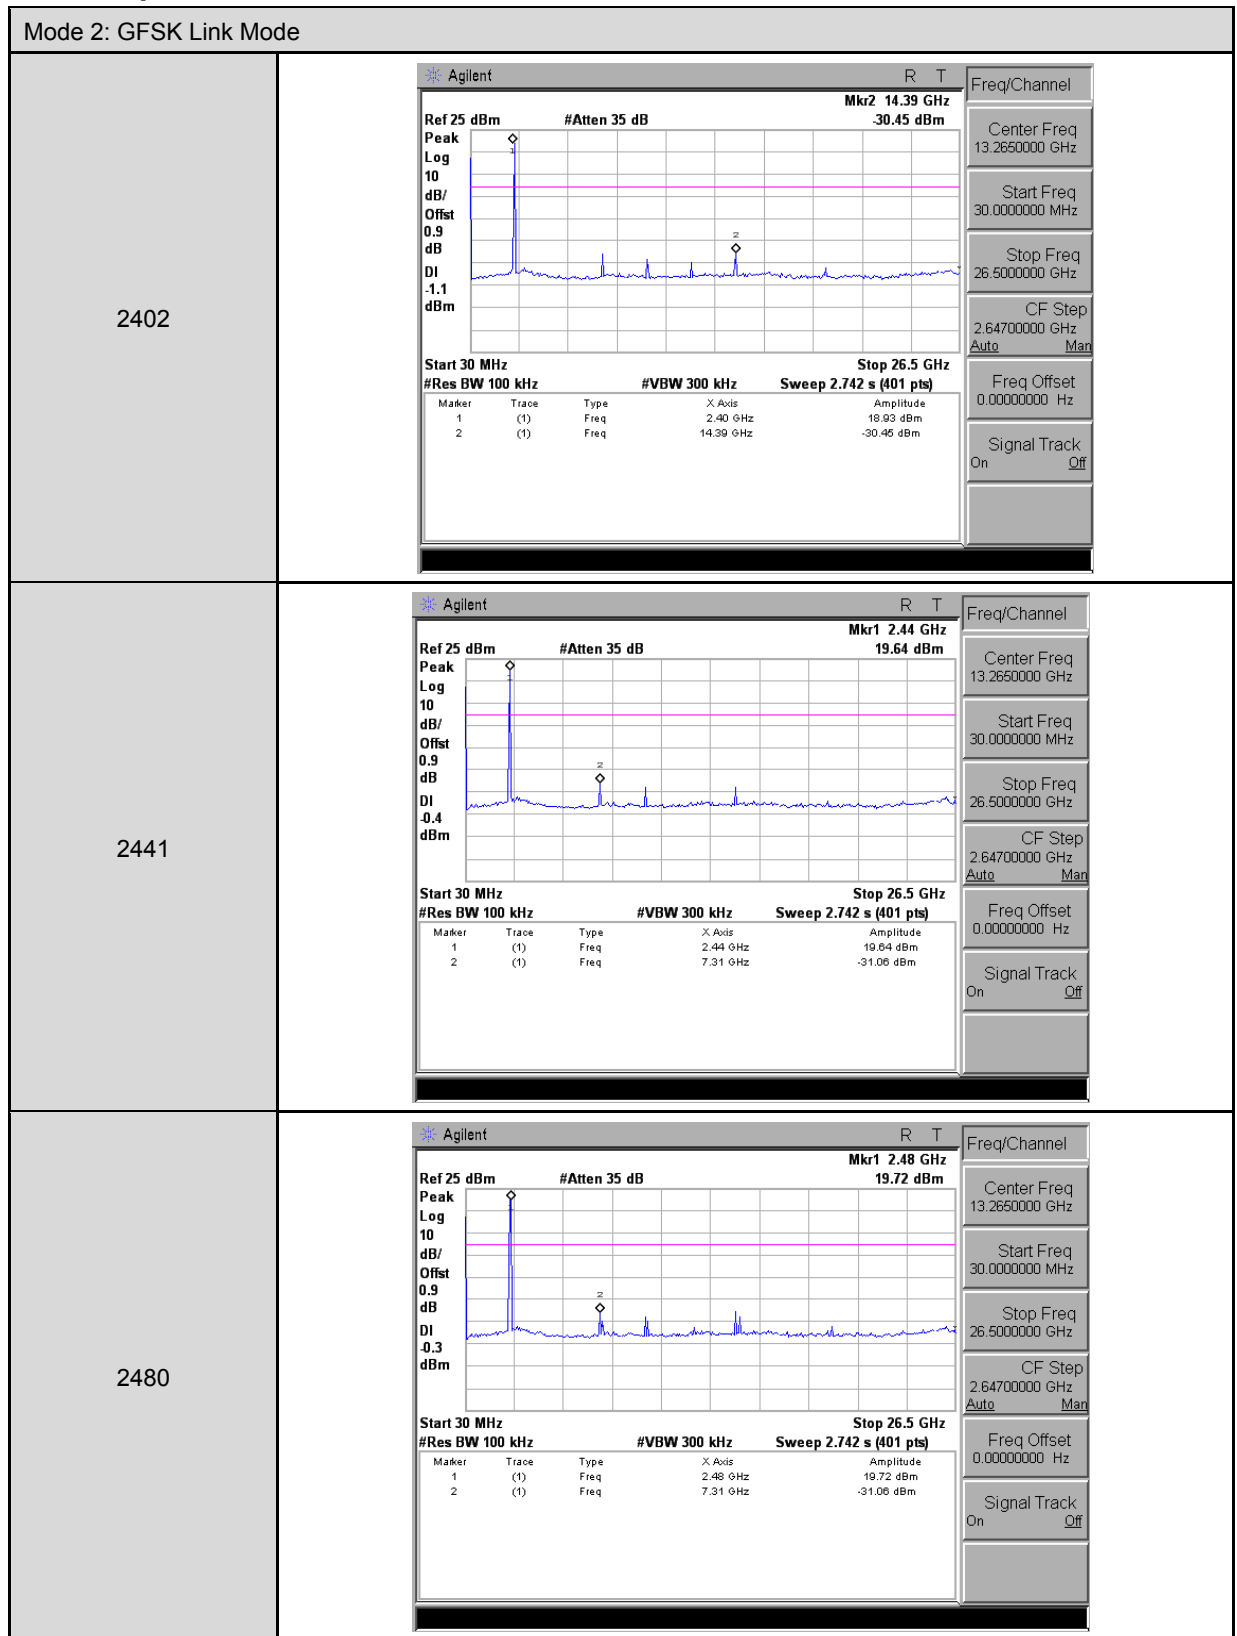 Mode 2: GFSK Link Mode
2402
Agilent R T
Mkr2 14.39 GHz
Ref 25 dBm #Atten 35 dB -30.45 dBm
Peak
Log
10
dB/
Offst
0.9
dB
DI
-1.1
dBm
1
2
Start 30 MHz Stop 26.5 GHz
#Res BW 100 kHz #VBW 300 kHz Sweep 2.742 s (401 pts)
Marker Trace Type X Axis Amplitude
1 (1) Freq 2.40 GHz 18.93 dBm
2 (1) Freq 14.39 GHz -30.45 dBm
Freq/Channel
Center Freq
13.2650000 GHz
Start Freq
30.0000000 MHz
Stop Freq
26.5000000 GHz
CF Step
2.64700000 GHz
Auto Man
Freq Offset
0.00000000 Hz
Signal Track
On Off
2441
Agilent R T
Mkr1 2.44 GHz
Ref 25 dBm #Atten 35 dB 19.64 dBm
Peak
Log
10
dB/
Offst
0.9
dB
DI
-0.4
dBm
1
2
Start 30 MHz Stop 26.5 GHz
#Res BW 100 kHz #VBW 300 kHz Sweep 2.742 s (401 pts)
Marker Trace Type X Axis Amplitude
1 (1) Freq 2.44 GHz 19.64 dBm
2 (1) Freq 7.31 GHz -31.06 dBm
Freq/Channel
Center Freq
13.2650000 GHz
Start Freq
30.0000000 MHz
Stop Freq
26.5000000 GHz
CF Step
2.64700000 GHz
Auto Man
Freq Offset
0.00000000 Hz
Signal Track
On Off
2480
Agilent R T
Mkr1 2.48 GHz
Ref 25 dBm #Atten 35 dB 19.72 dBm
Peak
Log
10
dB/
Offst
0.9
dB
DI
-0.3
dBm
2
Start 30 MHz Stop 26.5 GHz
#Res BW 100 kHz #VBW 300 kHz Sweep 2.742 s (401 pts)
Marker Trace Type X Axis Amplitude
1 (1) Freq 2.48 GHz 19.72 dBm
2 (1) Freq 7.31 GHz -31.06 dBm
Freq/Channel
Center Freq
13.2650000 GHz
Start Freq
30.0000000 MHz
Stop Freq
26.5000000 GHz
CF Step
2.64700000 GHz
Auto Man
Freq Offset
0.00000000 Hz
Signal Track
On Off